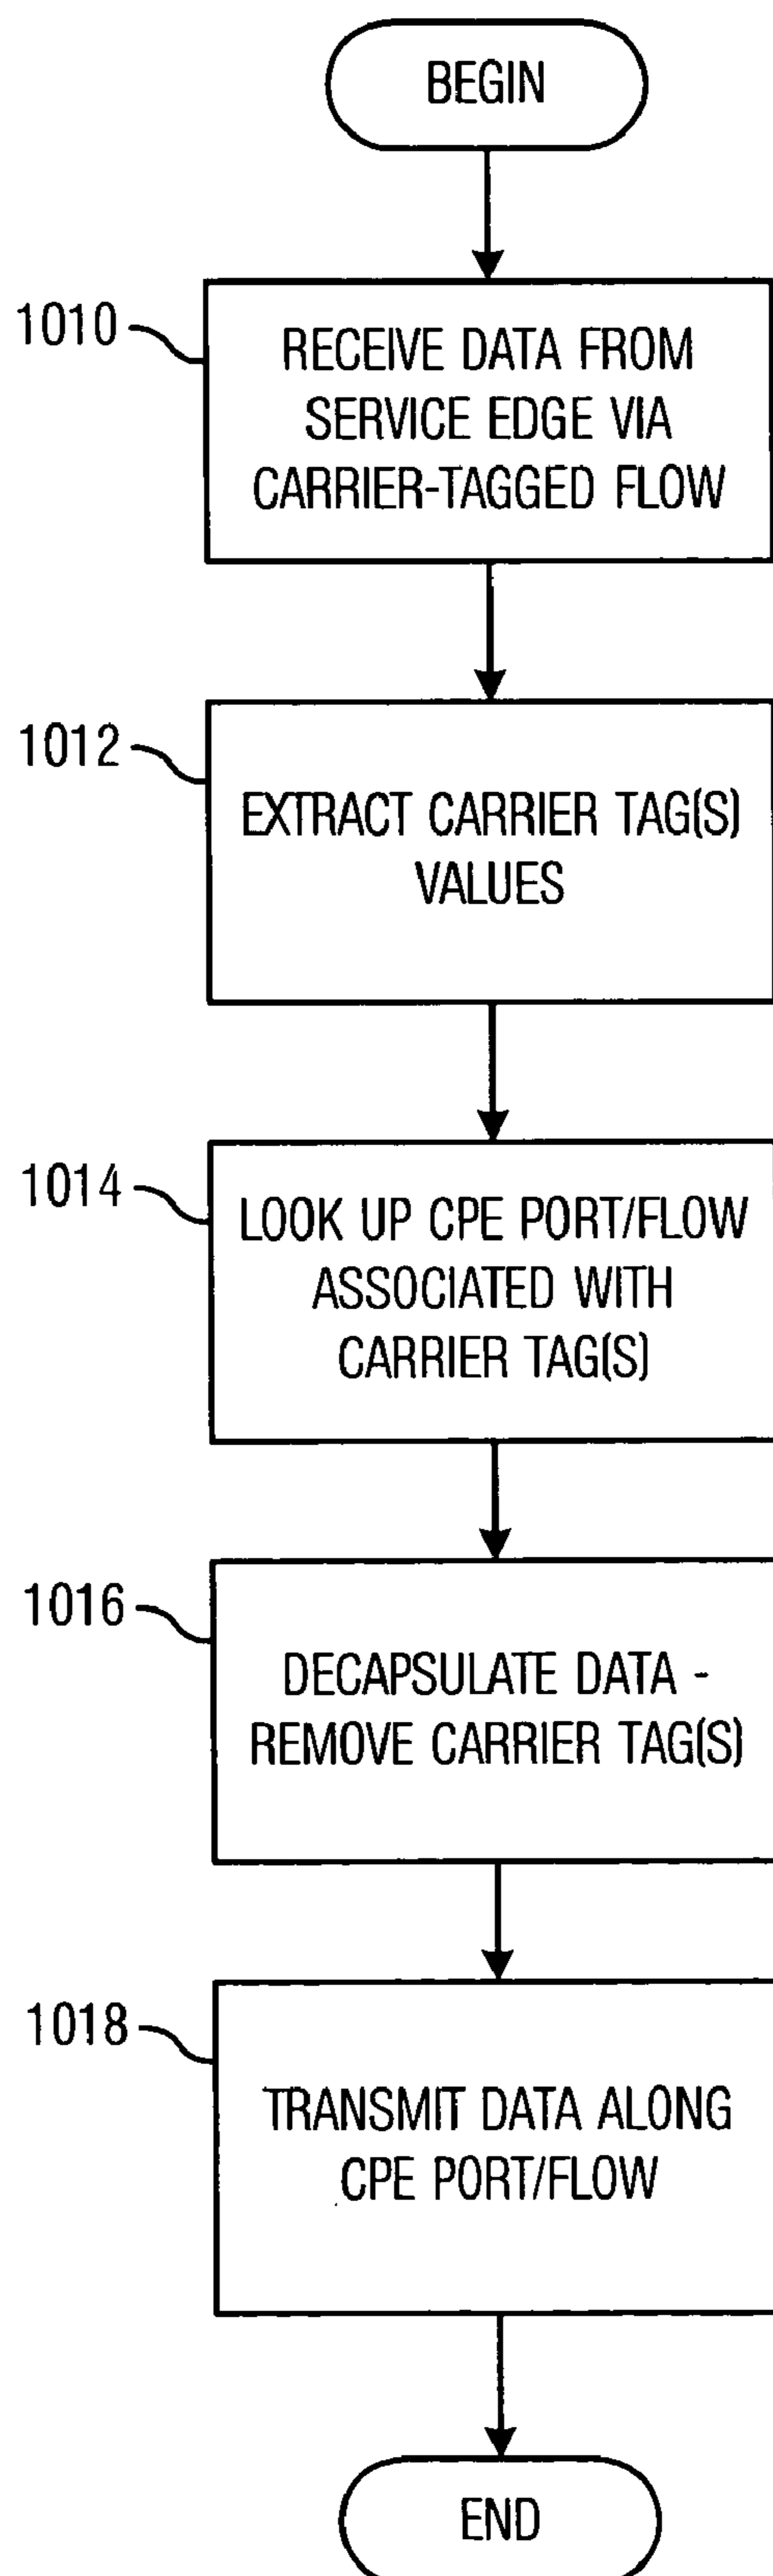 BEGIN
1010
RECEIVE DATA FROM
SERVICE EDGE VIA
CARRIER-TAGGED FLOW
1012
EXTRACT CARRIER TAG(S)
VALUES
1014
LOOK UP CPE PORT/FLOW
ASSOCIATED WITH
CARRIER TAG(S)
1016
DECAPSULATE DATA -
REMOVE CARRIER TAG(S)
1018
TRANSMIT DATA ALONG
CPE PORT/FLOW
END